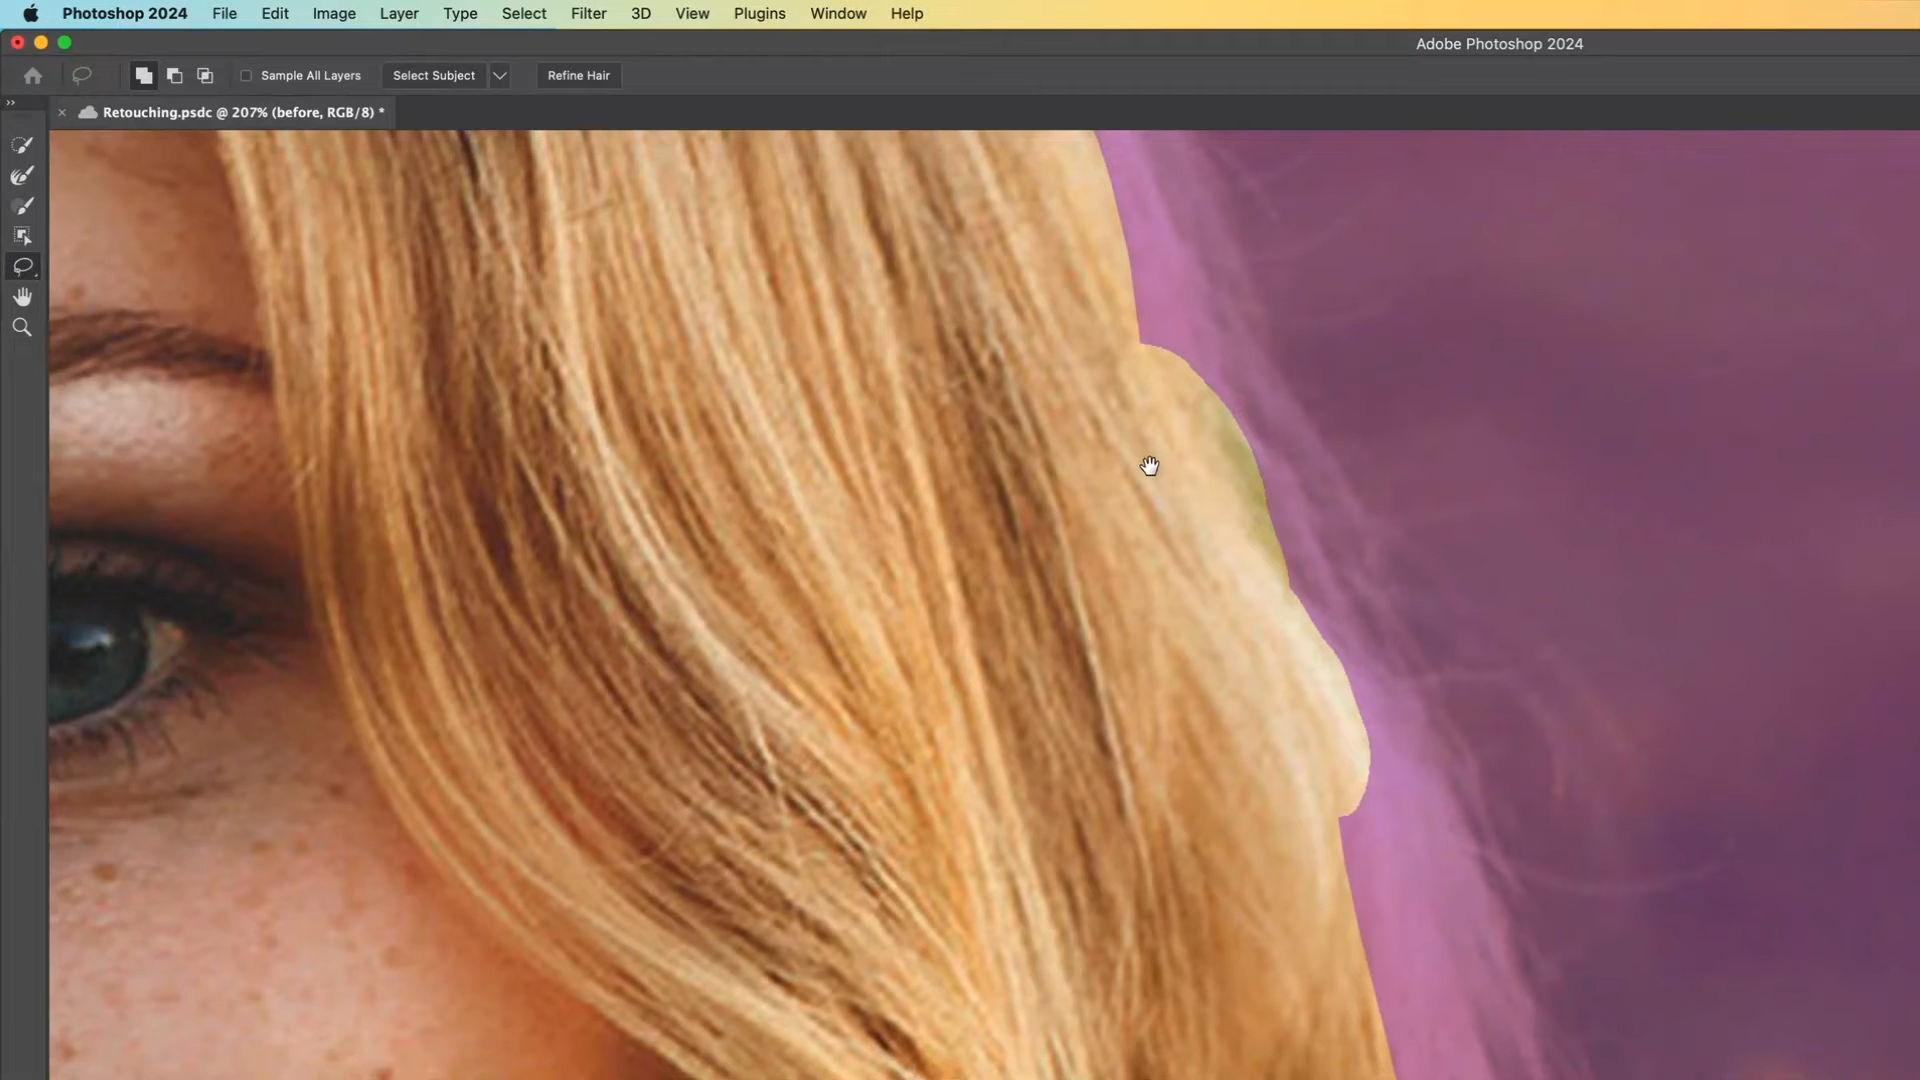 Photoshop 2024 File Edit Image Layer Type Select Filter 3D View Plugins Window Help
Adobe Photoshop 2024
Sample All Layers Select Subject Refine Hair
Retouching.psdc @ 207% (before, RGB/8) *